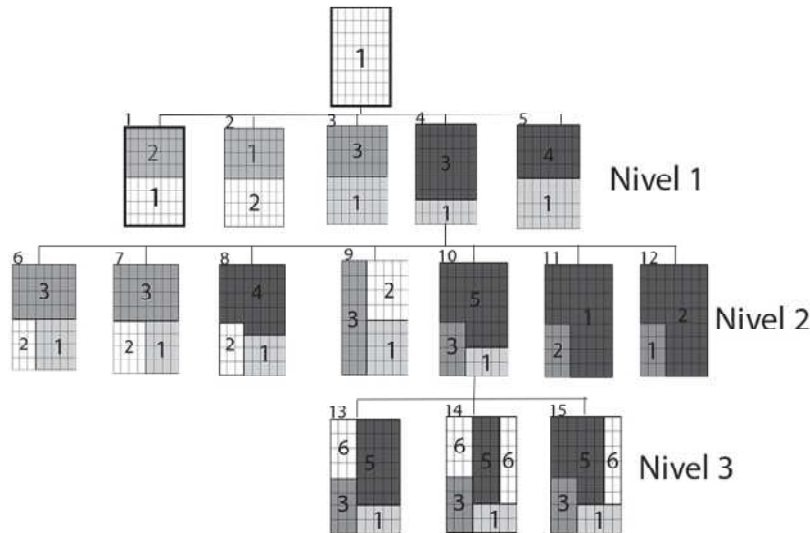 1
1 2 3 4 5
2 1 3 3 4
1 2 1 1 1
Nivel 1
6 7 8 9 10 11 12
3 3 4 3 2 5 1 2
2 1 2 1 2 1 1 3 1 2 1
Nivel 2
13 14 15
6 5 6 5 6 5 6
3 1 3 1 3 1
Nivel 3